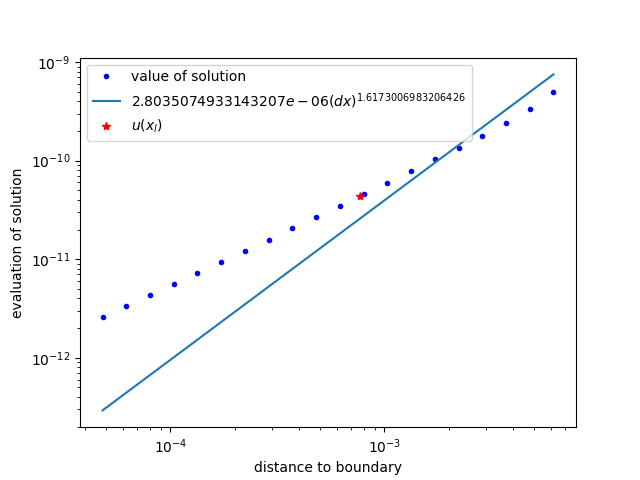 10⁻⁹
value of solution
2.8035074933143207e − 06(dx)¹·⁶¹⁷³⁰⁰⁶⁹⁸³²⁰⁶⁴²⁶
u(xₗ)
10⁻¹⁰
10⁻¹¹
10⁻¹²
evaluation of solution
10⁻⁴ 10⁻³
distance to boundary